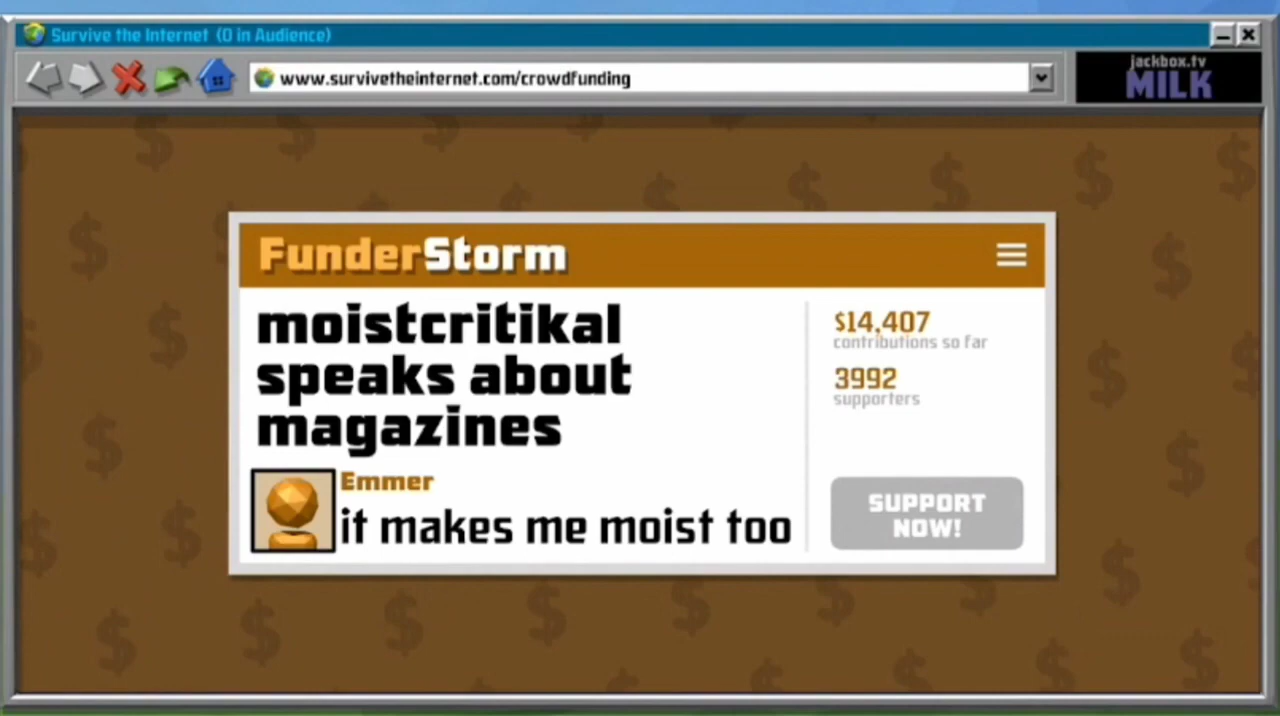 Survive the Internet (0 in Audience)
www.survivetheinternet.com/crowdfunding
jackbox.tv
MILK
FunderStorm
moistcritikal
speaks about
magazines
$14,407
contributions so far
3992
supporters
Emmer
it makes me moist too
SUPPORT
NOW!